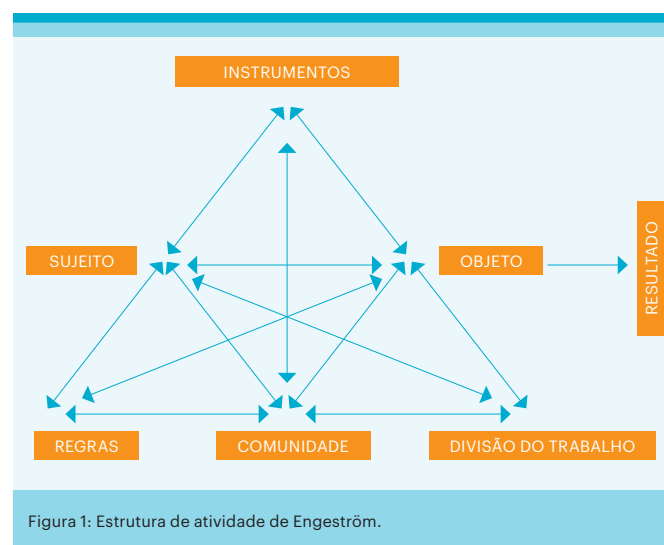 INSTRUMENTOS
SUJEITO
OBJETO
RESULTADO
REGRAS
COMUNIDADE
DIVISÃO DO TRABALHO
Figura 1: Estrutura de atividade de Engeström.